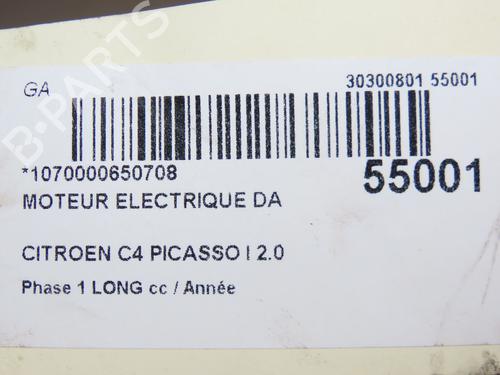 GA
30300801 55001
*1070000650708
55001
MOTEUR ELECTRIQUE DA
CITROEN C4 PICASSO I 2.0
Phase 1 LONG cc / Année
B-PARTS